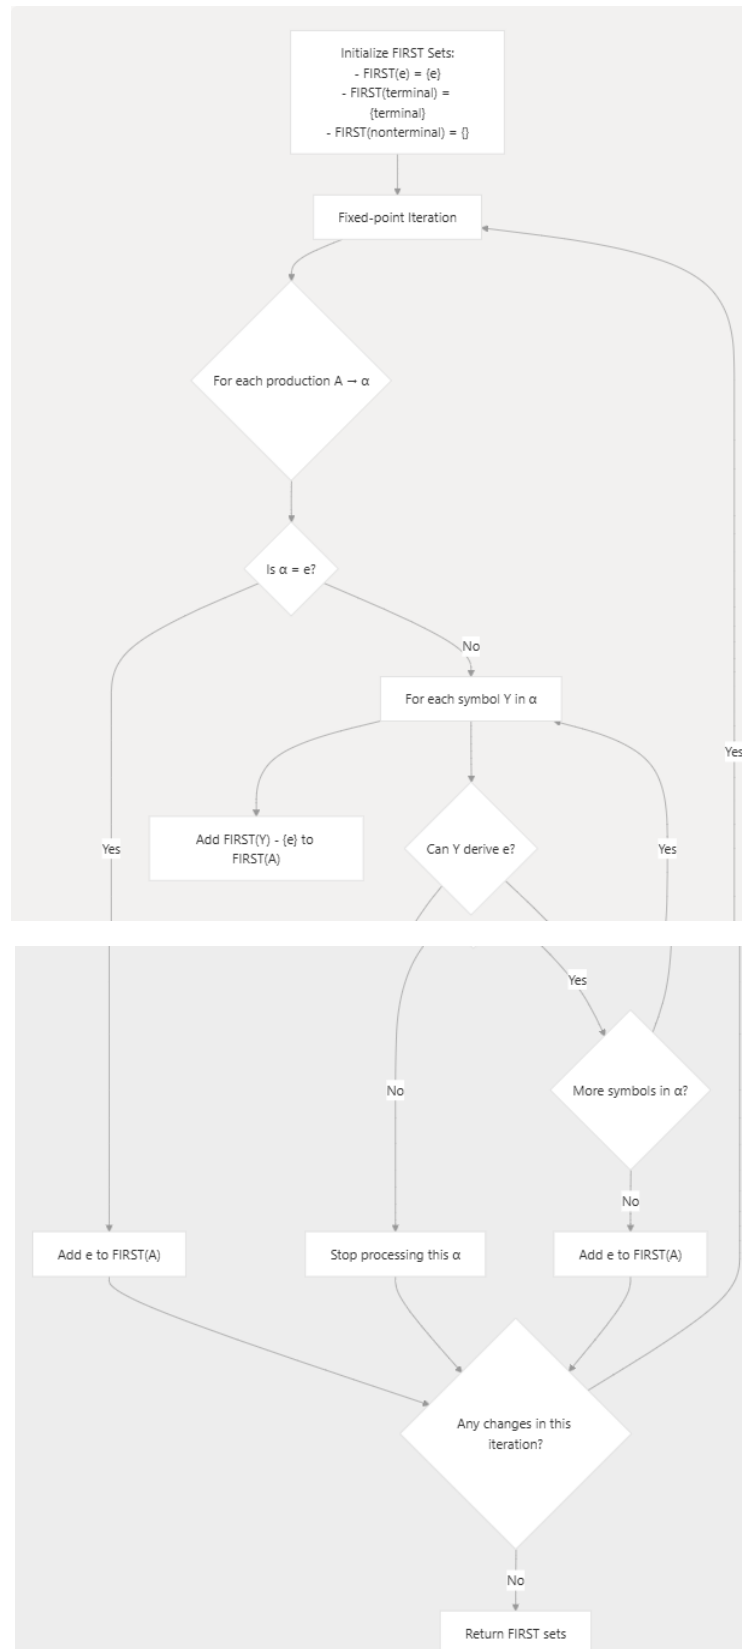 Initialize FIRST Sets:
- FIRST(e) = {e}
- FIRST(terminal) =
{terminal}
- FIRST(nonterminal) = {}
Fixed-point Iteration
For each production A → α
Is α = e?
No
For each symbol Y in α
Yes
Add FIRST(Y) - {e} to
FIRST(A)
Can Y derive e?
Yes
Yes
Yes
More symbols in α?
No
No
Add e to FIRST(A)
Stop processing this α
Add e to FIRST(A)
Any changes in this
iteration?
No
Return FIRST sets